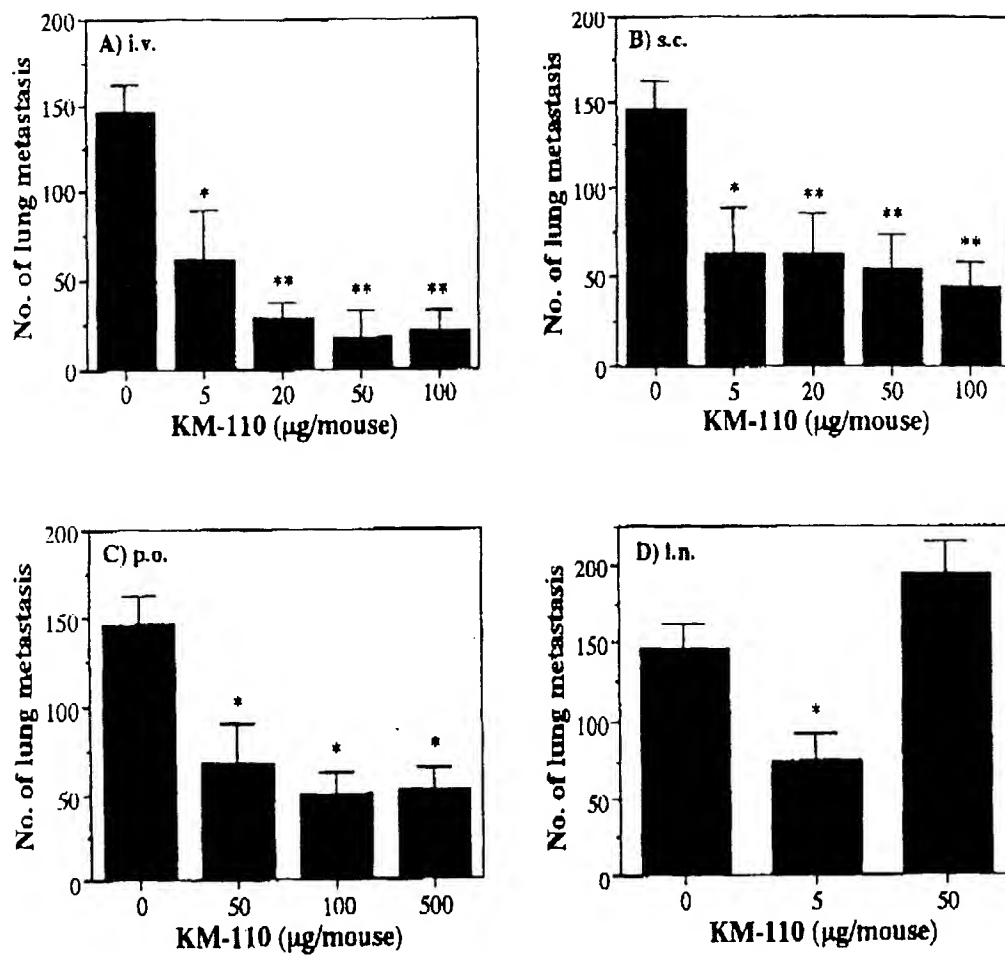 A) i.v.
No. of lung metastasis
200
150
100
50
0
*
**
**
**
0 5 20 50 100
KM-110 (µg/mouse)
B) s.c.
No. of lung metastasis
200
150
100
50
0
*
**
**
**
0 5 20 50 100
KM-110 (µg/mouse)
C) p.o.
No. of lung metastasis
200
150
100
50
0
*
*
*
0 50 100 500
KM-110 (µg/mouse)
D) i.n.
No. of lung metastasis
200
150
100
50
0
*
0 5 50
KM-110 (µg/mouse)